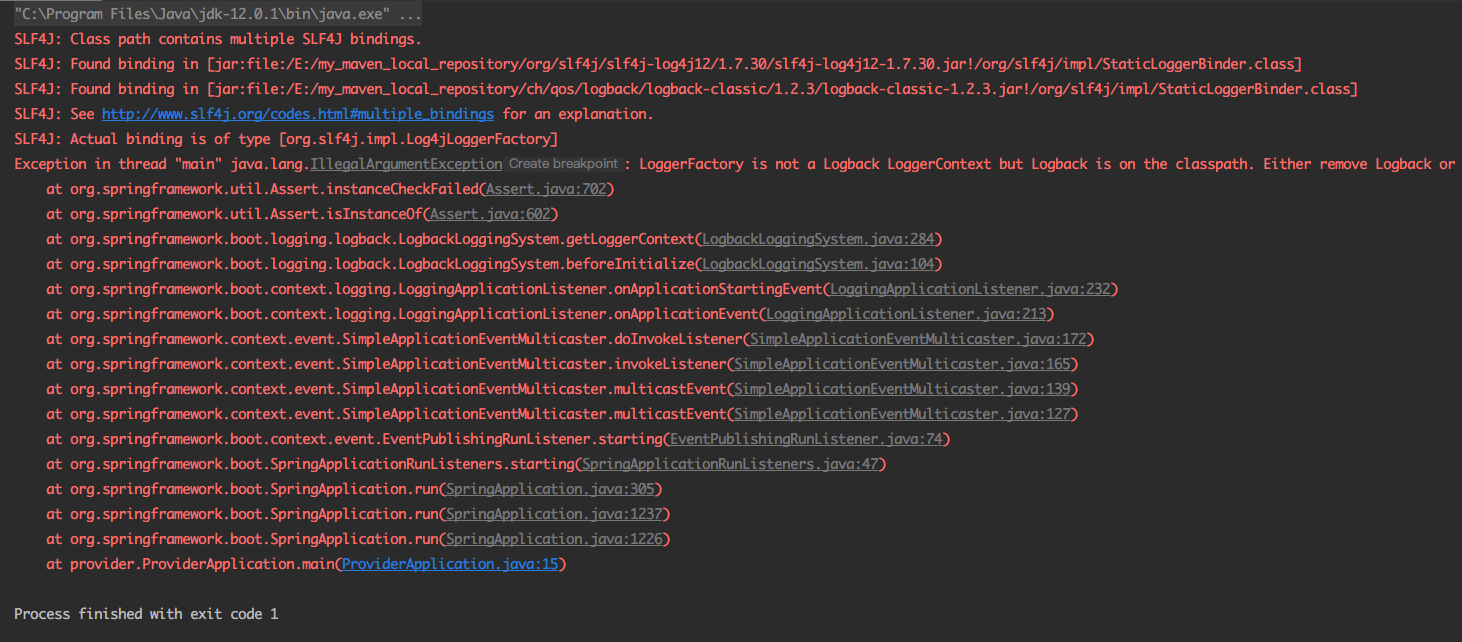 "C:\Program Files\Java\jdk-12.0.1\bin\java.exe" ...
SLF4J: Class path contains multiple SLF4J bindings.
SLF4J: Found binding in [jar:file:/E:/my_maven_local_repository/org/slf4j/slf4j-log4j12/1.7.30/slf4j-log4j12-1.7.30.jar!/org/slf4j/impl/StaticLoggerBinder.class]
SLF4J: Found binding in [jar:file:/E:/my_maven_local_repository/ch/qos/logback/logback-classic/1.2.3/logback-classic-1.2.3.jar!/org/slf4j/impl/StaticLoggerBinder.class]
SLF4J: See http://www.slf4j.org/codes.html#multiple_bindings for an explanation.
SLF4J: Actual binding is of type [org.slf4j.impl.Log4jLoggerFactory]
Exception in thread "main" java.lang.IllegalArgumentException Create breakpoint : LoggerFactory is not a Logback LoggerContext but Logback is on the classpath. Either remove Logback or
    at org.springframework.util.Assert.instanceCheckFailed(Assert.java:702)
    at org.springframework.util.Assert.isInstanceOf(Assert.java:602)
    at org.springframework.boot.logging.logback.LogbackLoggingSystem.getLoggerContext(LogbackLoggingSystem.java:284)
    at org.springframework.boot.logging.logback.LogbackLoggingSystem.beforeInitialize(LogbackLoggingSystem.java:104)
    at org.springframework.boot.context.logging.LoggingApplicationListener.onApplicationStartingEvent(LoggingApplicationListener.java:232)
    at org.springframework.boot.context.logging.LoggingApplicationListener.onApplicationEvent(LoggingApplicationListener.java:213)
    at org.springframework.context.event.SimpleApplicationEventMulticaster.doInvokeListener(SimpleApplicationEventMulticaster.java:172)
    at org.springframework.context.event.SimpleApplicationEventMulticaster.invokeListener(SimpleApplicationEventMulticaster.java:165)
    at org.springframework.context.event.SimpleApplicationEventMulticaster.multicastEvent(SimpleApplicationEventMulticaster.java:139)
    at org.springframework.context.event.SimpleApplicationEventMulticaster.multicastEvent(SimpleApplicationEventMulticaster.java:127)
    at org.springframework.boot.context.event.EventPublishingRunListener.starting(EventPublishingRunListener.java:74)
    at org.springframework.boot.SpringApplicationRunListeners.starting(SpringApplicationRunListeners.java:47)
    at org.springframework.boot.SpringApplication.run(SpringApplication.java:305)
    at org.springframework.boot.SpringApplication.run(SpringApplication.java:1237)
    at org.springframework.boot.SpringApplication.run(SpringApplication.java:1226)
    at provider.ProviderApplication.main(ProviderApplication.java:15)
Process finished with exit code 1